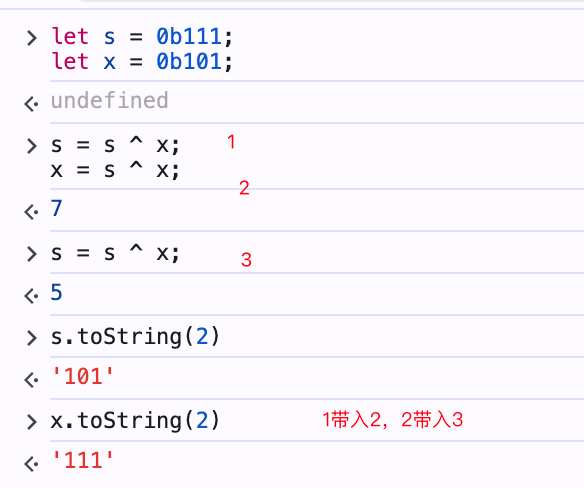 > let s = 0b111;
let x = 0b101;
<· undefined
> s = s ^ x; 1
x = s ^ x;
2
<· 7
> s = s ^ x; 3
<· 5
> s.toString(2)
<· '101'
> x.toString(2) 1带入2，2带入3
<· '111'